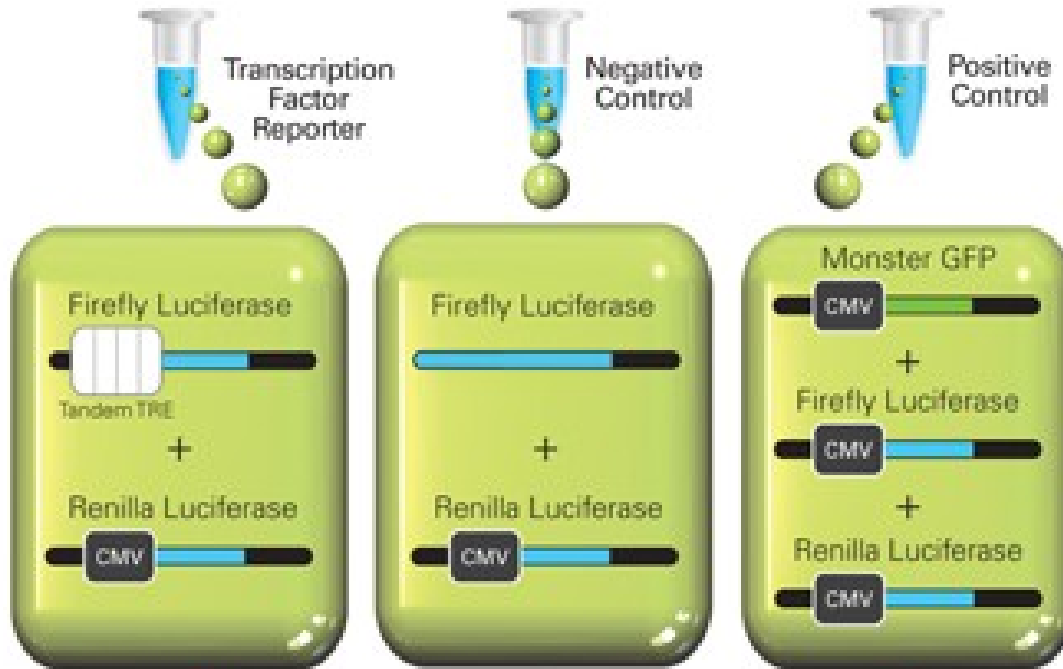 Transcription
Factor
Reporter
Negative
Control
Positive
Control
Firefly Luciferase
Tandem TRE
+
Renilla Luciferase
CMV
Firefly Luciferase
+
Renilla Luciferase
CMV
Monster GFP
CMV
+
Firefly Luciferase
CMV
+
Renilla Luciferase
CMV